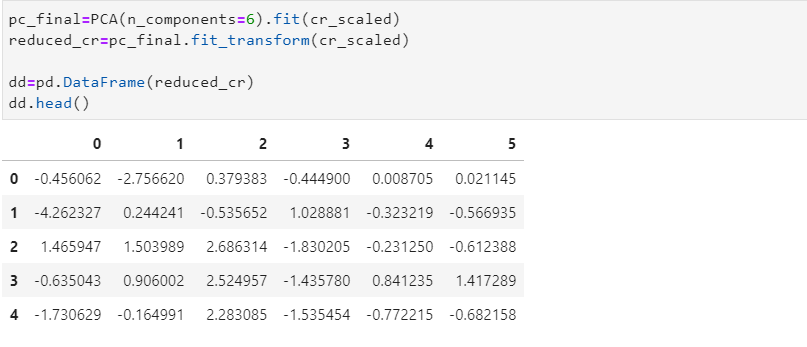 pc_final=PCA(n_components=6).fit(cr_scaled)
reduced_cr=pc_final.fit_transform(cr_scaled)
dd=pd.DataFrame(reduced_cr)
dd.head()
0 1 2 3 4 5
0 -0.456062 -2.756620 0.379383 -0.444900 0.008705 0.021145
1 -4.262327 0.244241 -0.535652 1.028881 -0.323219 -0.566935
2 1.465947 1.503989 2.686314 -1.830205 -0.231250 -0.612388
3 -0.635043 0.906002 2.524957 -1.435780 0.841235 1.417289
4 -1.730629 -0.164991 2.283085 -1.535454 -0.772215 -0.682158